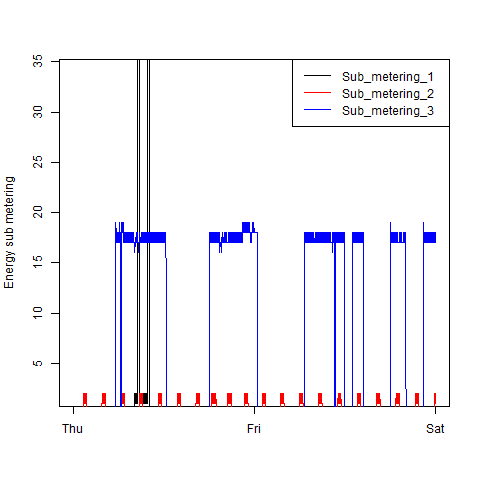 Sub_metering_1
Sub_metering_2
Sub_metering_3
Energy sub metering
35
30
25
20
15
10
5
Thu Fri Sat